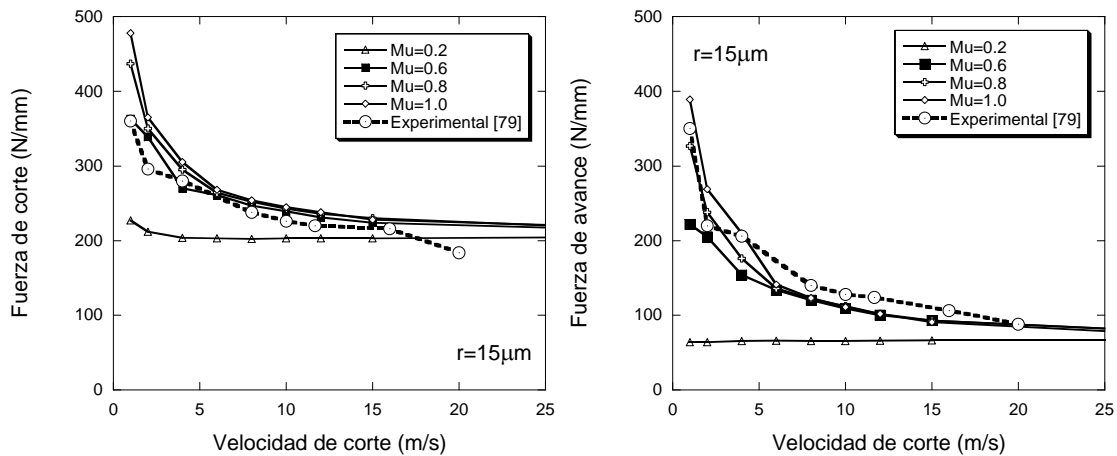 500
400
300
200
100
0
0 5 10 15 20 25
Fuerza de corte (N/mm)
Velocidad de corte (m/s)
Mu=0.2
Mu=0.6
Mu=0.8
Mu=1.0
Experimental [79]
r=15μm
500
400
300
200
100
0
0 5 10 15 20 25
Fuerza de avance (N/mm)
Velocidad de corte (m/s)
r=15μm
Mu=0.2
Mu=0.6
Mu=0.8
Mu=1.0
Experimental [79]